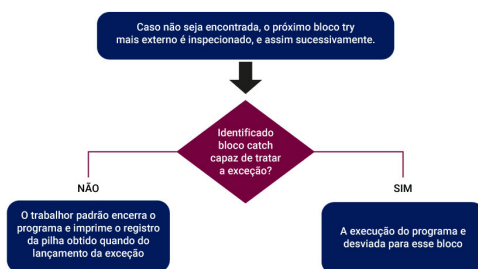 Caso não seja encontrada, o próximo bloco try
mais externo é inspecionado, e assim sucessivamente.
Identificado
bloco catch
capaz de tratar
a exceção?
NÃO
SIM
O trabalhor padrão encerra o
programa e imprime o registro
da pilha obtido quando do
lançamento da exceção
A execução do programa e
desviada para esse bloco